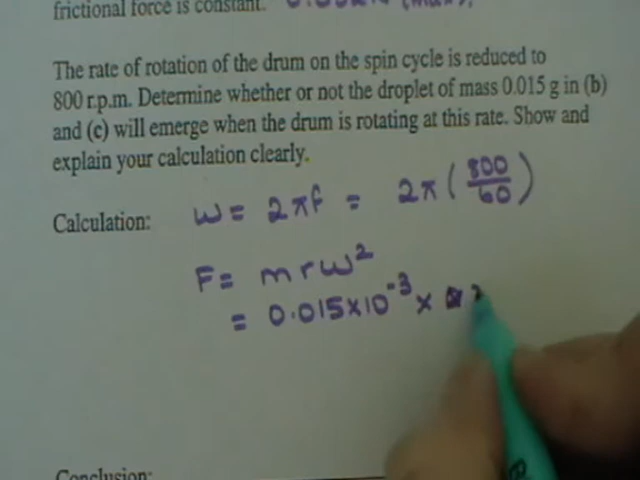 frictional force is constant.
The rate of rotation of the drum on the spin cycle is reduced to
800 r.p.m. Determine whether or not the droplet of mass 0.015 g in (b)
and (c) will emerge when the drum is rotating at this rate. Show and
explain your calculation clearly.
Calculation: ω = 2πf = 2π(800/60)
F = mrω²
= 0.015×10⁻³ ×
Conclusion: